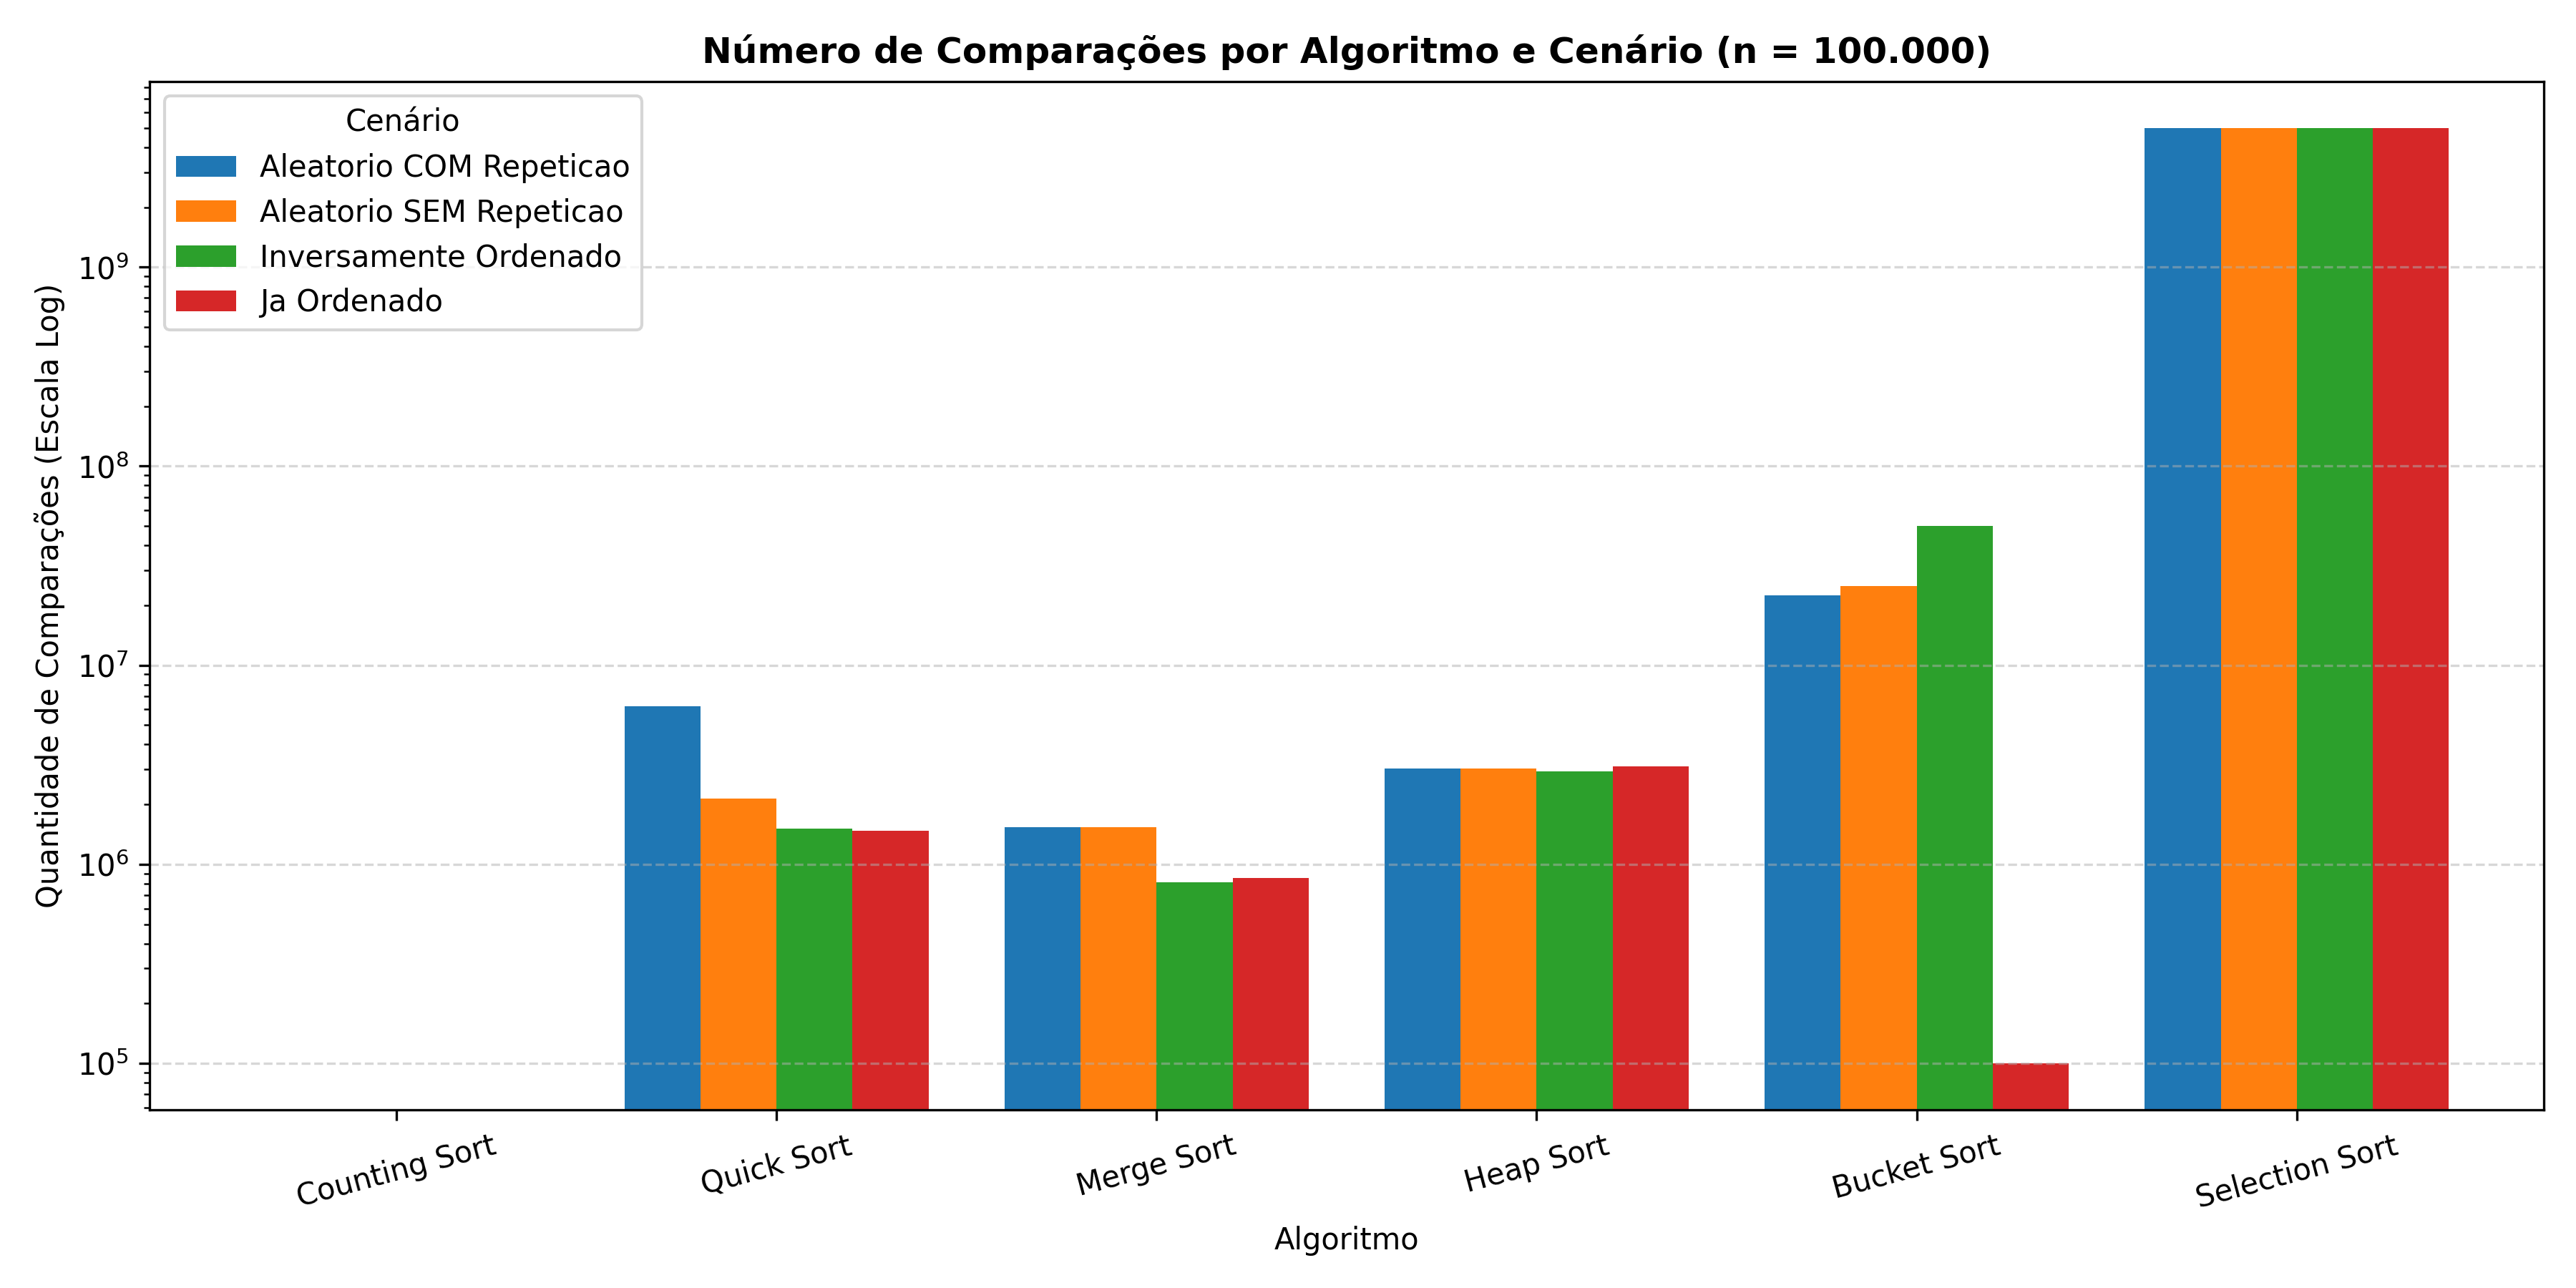 Número de Comparações por Algoritmo e Cenário (n = 100.000)
Cenário
Aleatorio COM Repeticao
Aleatorio SEM Repeticao
Inversamente Ordenado
Ja Ordenado
Quantidade de Comparações (Escala Log)
10⁹
10⁸
10⁷
10⁶
10⁵
Counting Sort
Quick Sort
Merge Sort
Heap Sort
Bucket Sort
Selection Sort
Algoritmo